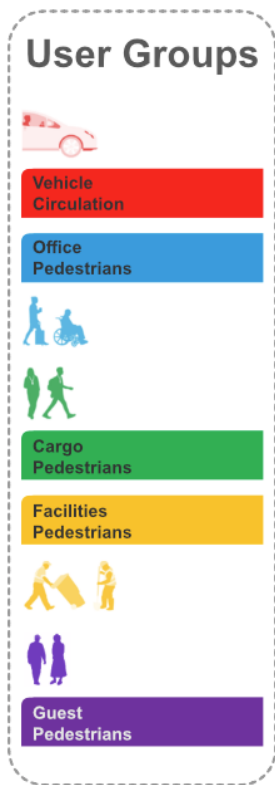 User Groups
Vehicle
Circulation
Office
Pedestrians
Cargo
Pedestrians
Facilities
Pedestrians
Guest
Pedestrians